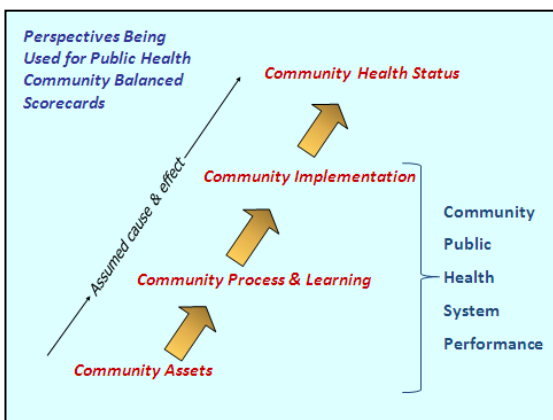 Perspectives Being
Used for Public Health
Community Balanced
Scorecards
Community Health Status
Assumed cause & effect
Community Implementation
Community Process & Learning
Community Assets
Community
Public
Health
System
Performance